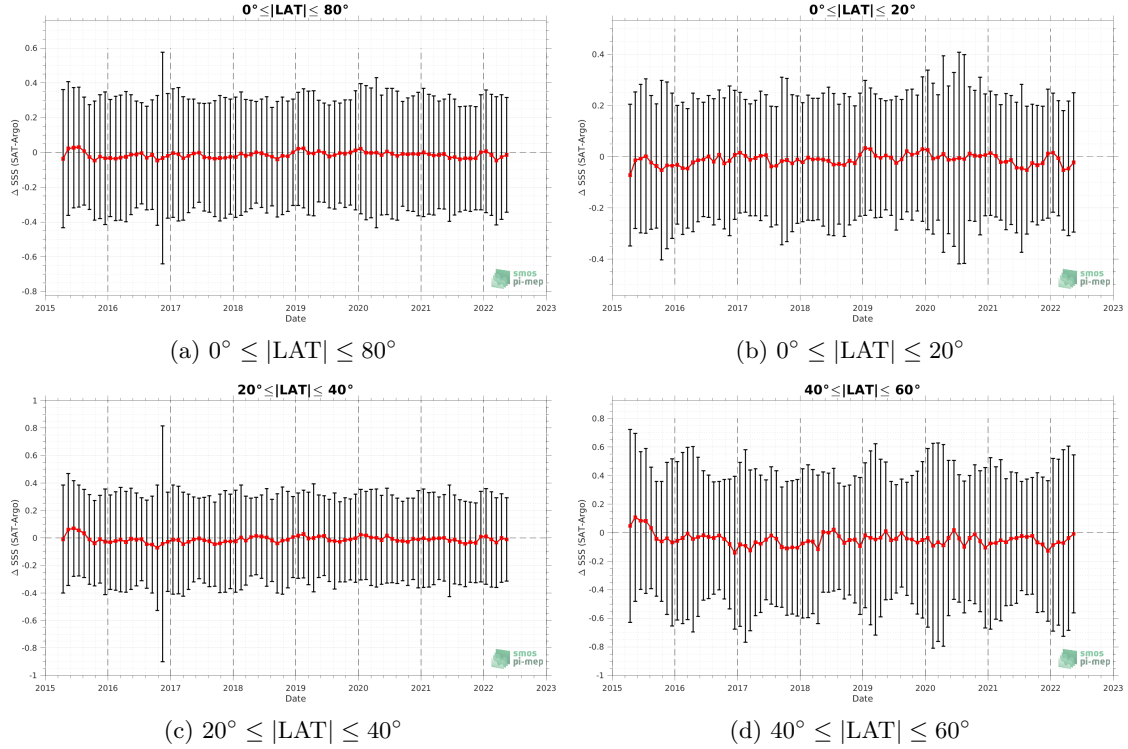 0°≤|LAT|≤ 80°
0.6
0.4
0.2
0
-0.2
-0.4
-0.6
-0.8
Δ SSS (SAT-Argo)
2015 2016 2017 2018 2019 2020 2021 2022 2023
Date
smos
pi-mep
(a) 0° ≤ |LAT| ≤ 80°
0°≤|LAT|≤ 20°
0.4
0.2
0
-0.2
-0.4
Δ SSS (SAT-Argo)
2015 2016 2017 2018 2019 2020 2021 2022 2023
Date
smos
pi-mep
(b) 0° ≤ |LAT| ≤ 20°
20°≤|LAT|≤ 40°
1
0.8
0.6
0.4
0.2
0
-0.2
-0.4
-0.6
-0.8
-1
Δ SSS (SAT-Argo)
2015 2016 2017 2018 2019 2020 2021 2022 2023
Date
smos
pi-mep
(c) 20° ≤ |LAT| ≤ 40°
40°≤|LAT|≤ 60°
0.8
0.6
0.4
0.2
0
-0.2
-0.4
-0.6
-0.8
-1
Δ SSS (SAT-Argo)
2015 2016 2017 2018 2019 2020 2021 2022 2023
Date
smos
pi-mep
(d) 40° ≤ |LAT| ≤ 60°